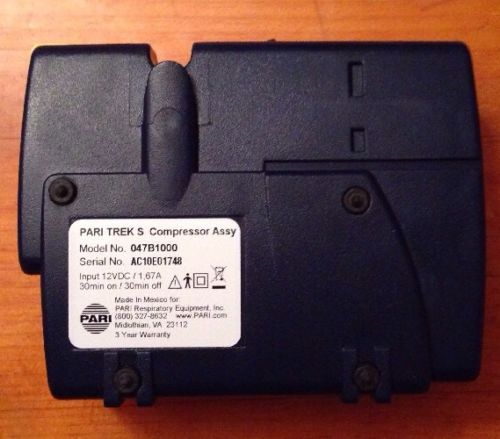 PARI TREK S Compressor Assy
Model No. 047B1000
Serial No. AC10E01748
Input 12VDC / 1,67A
30min on / 30min off
Made In Mexico for
PARI Respiratory Equipment, Inc.
(800) 327-8632 www.PARI.com
Midlothian, VA 23112
3 Year Warranty
PARI